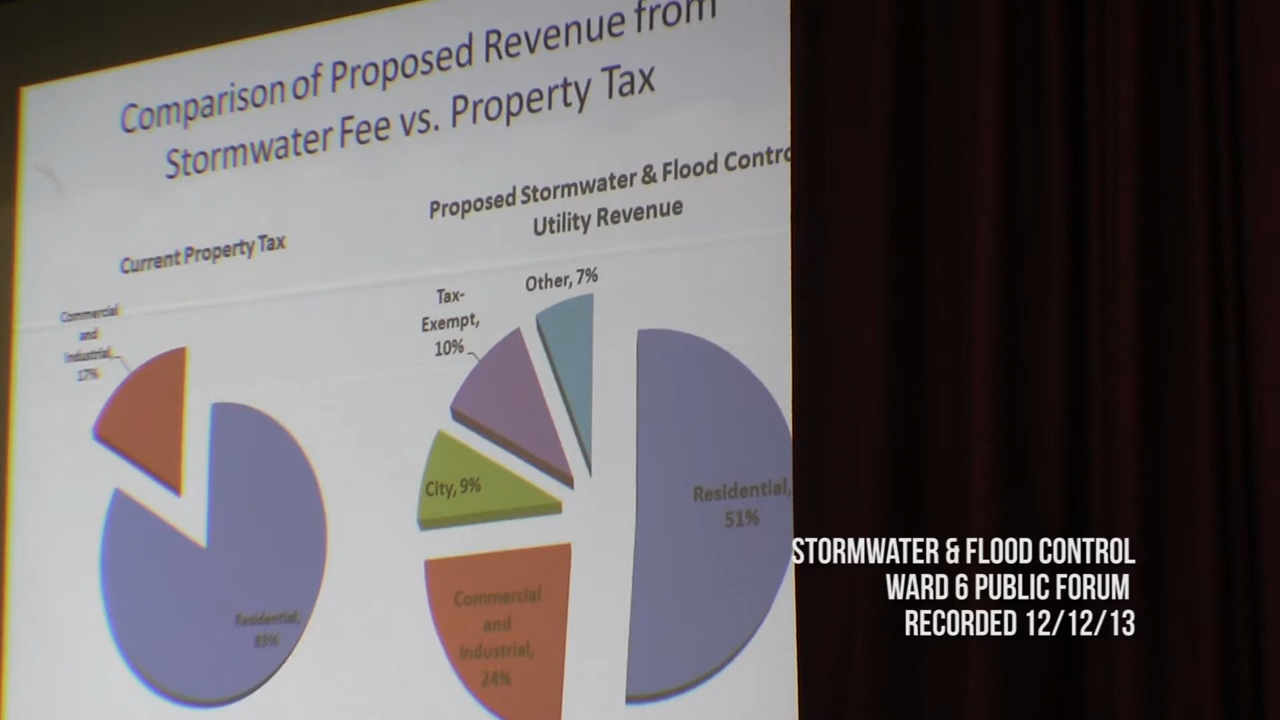 Comparison of Proposed Revenue from
Stormwater Fee vs. Property Tax
Current Property Tax
Commercial
and
Industrial,
17%
Residential,
83%
Proposed Stormwater & Flood Contro
Utility Revenue
Other, 7%
Tax-
Exempt,
10%
City, 9%
Commercial
and
Industrial,
24%
Residential,
51%
STORMWATER & FLOOD CONTROL
WARD 6 PUBLIC FORUM
RECORDED 12/12/13